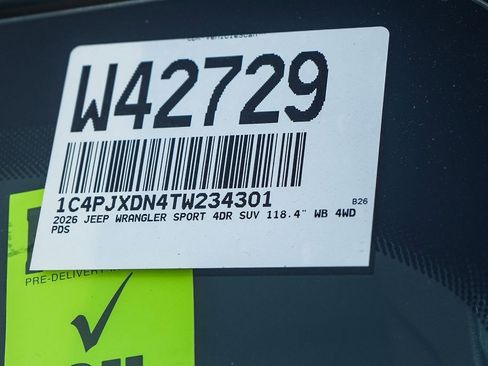 W42729
1C4PJXDN4TW234301
B26
2026 JEEP WRANGLER SPORT 4DR SUV 118.4" WB 4WD
PDS
PRE-DELIVERY